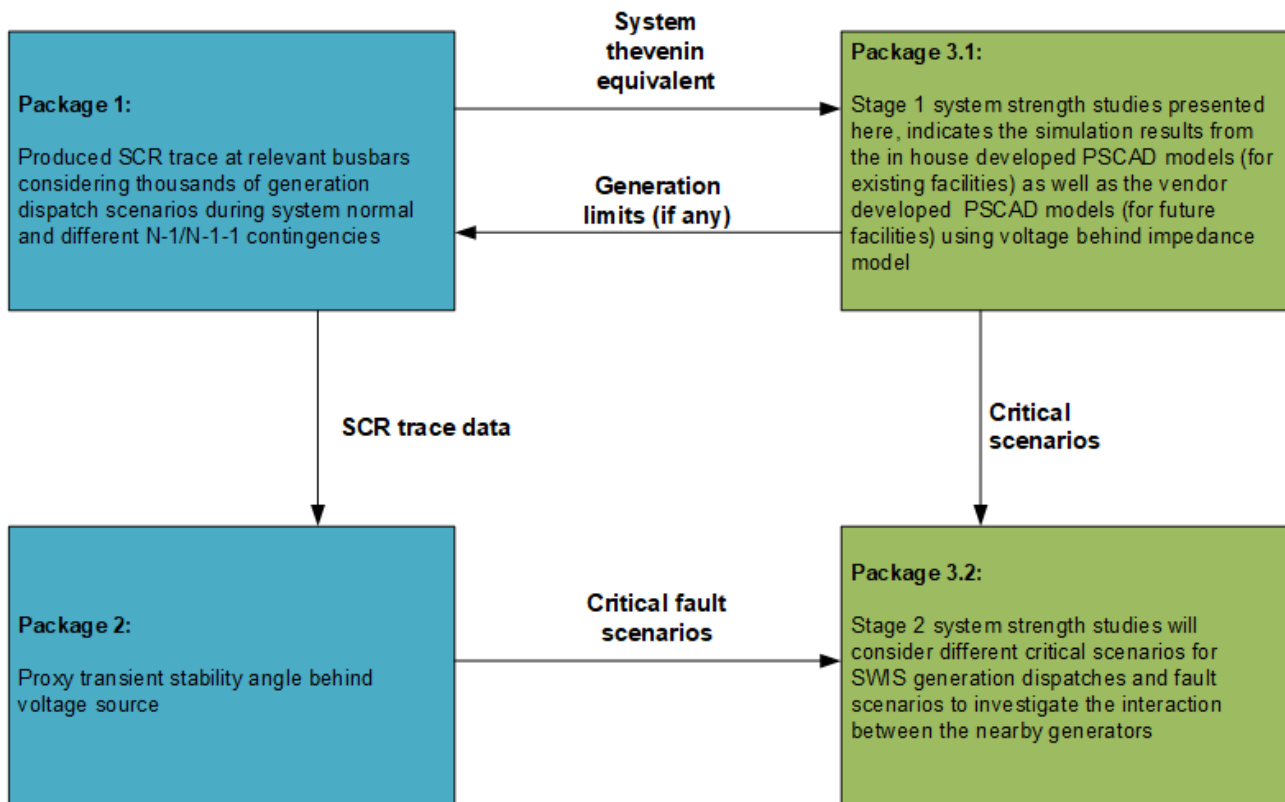 System
thevenin
equivalent
Package 1:
Produced SCR trace at relevant busbars
considering thousands of generation
dispatch scenarios during system normal
and different N-1/N-1-1 contingencies
Package 3.1:
Stage 1 system strength studies presented
here, indicates the simulation results from
the in house developed PSCAD models (for
existing facilities) as well as the vendor
developed PSCAD models (for future
facilities) using voltage behind impedance
model
Generation
limits (if any)
SCR trace data
Critical
scenarios
Package 2:
Proxy transient stability angle behind
voltage source
Critical fault
scenarios
Package 3.2:
Stage 2 system strength studies will
consider different critical scenarios for
SWIS generation dispatches and fault
scenarios to investigate the interaction
between the nearby generators